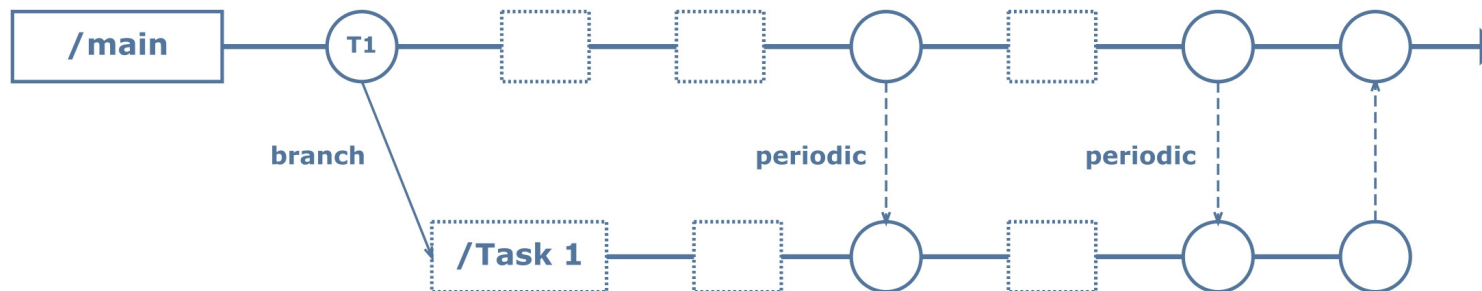 /main
T1
branch
periodic
periodic
/Task 1